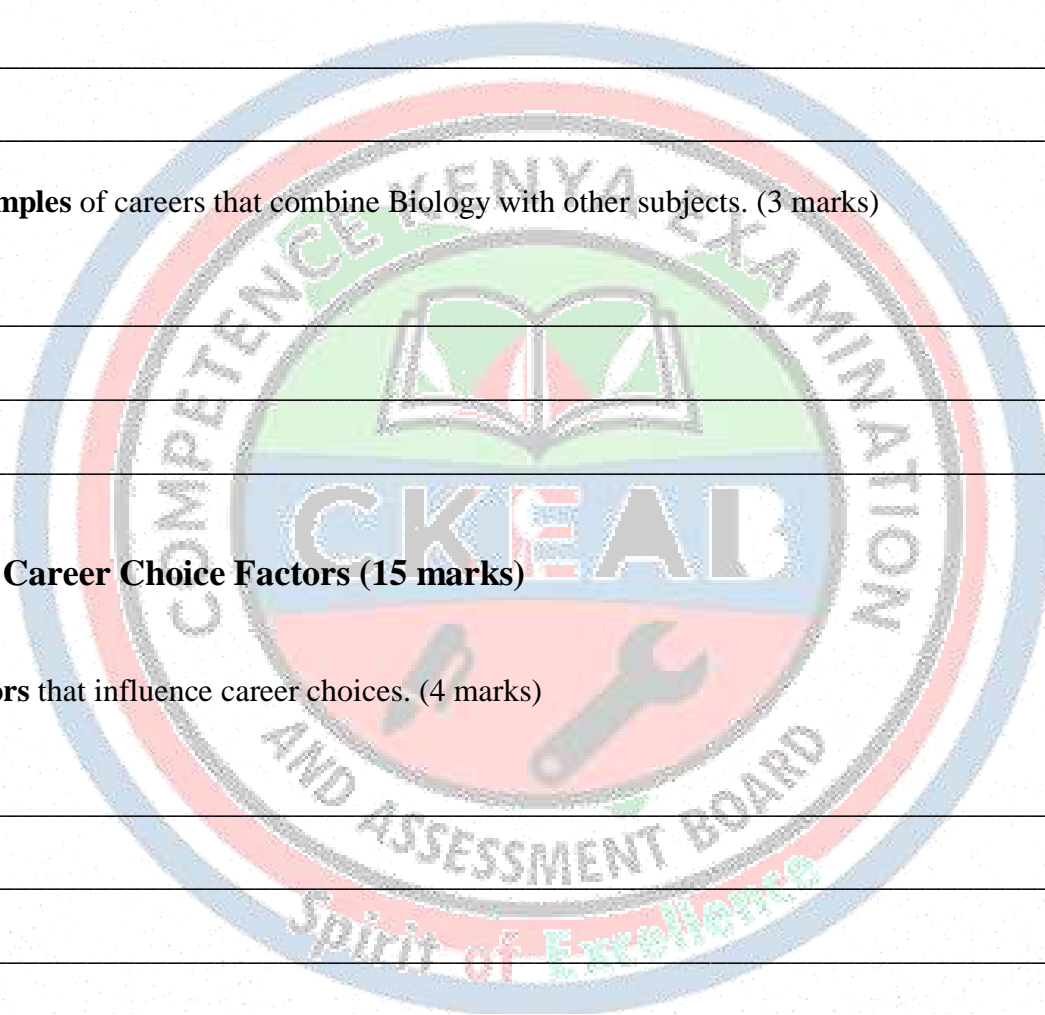 mples of careers that combine Biology with other subjects. (3 marks)
Career Choice Factors (15 marks)
ors that influence career choices. (4 marks)
COMPETENCE KENYA EXAMINATION
AND ASSESSMENT BOARD
CKEAB
Spirit of Excellence